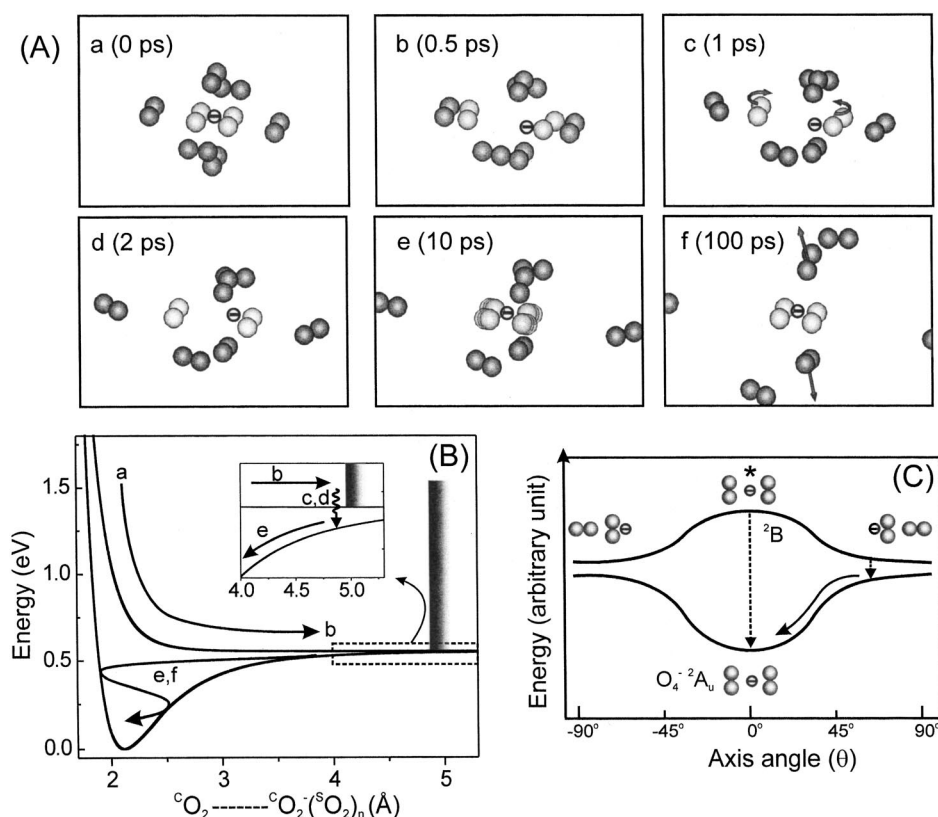 (A)
a (0 ps)
b (0.5 ps)
c (1 ps)
d (2 ps)
e (10 ps)
f (100 ps)
(B)
Energy (eV)
1.5
1.0
0.5
0.0
2
3
4
5
a
b
e,f
b
c,d
e
4.0
5.0
ᶜO₂------ᶜO₂⁻(ˢO₂)ₙ(Å)
(C)
Energy (arbitrary unit)
*
²B
O₄⁻ ²Aᵤ
-90° -45° 0° 45° 90°
Axis angle (θ)